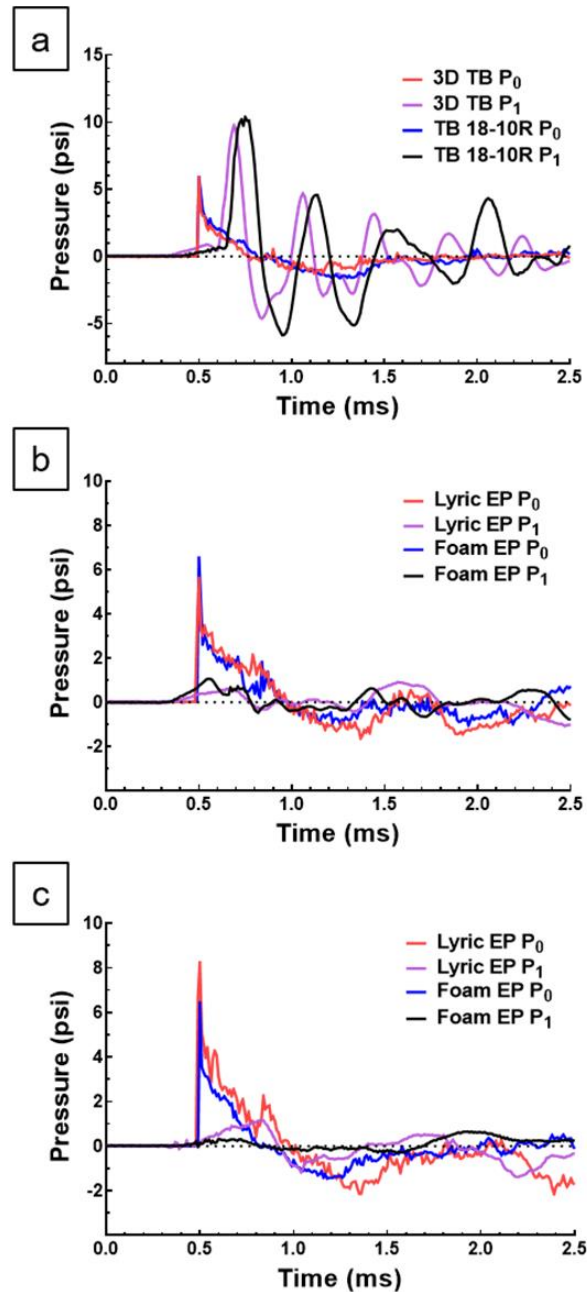 a
15
10
5
0
-5
Pressure (psi)
3D TB P₀
3D TB P₁
TB 18-10R P₀
TB 18-10R P₁
0.0 0.5 1.0 1.5 2.0 2.5
Time (ms)
b
10
8
6
4
2
0
-2
Pressure (psi)
Lyric EP P₀
Lyric EP P₁
Foam EP P₀
Foam EP P₁
0.0 0.5 1.0 1.5 2.0 2.5
Time (ms)
c
10
8
6
4
2
0
-2
Pressure (psi)
Lyric EP P₀
Lyric EP P₁
Foam EP P₀
Foam EP P₁
0.0 0.5 1.0 1.5 2.0 2.5
Time (ms)